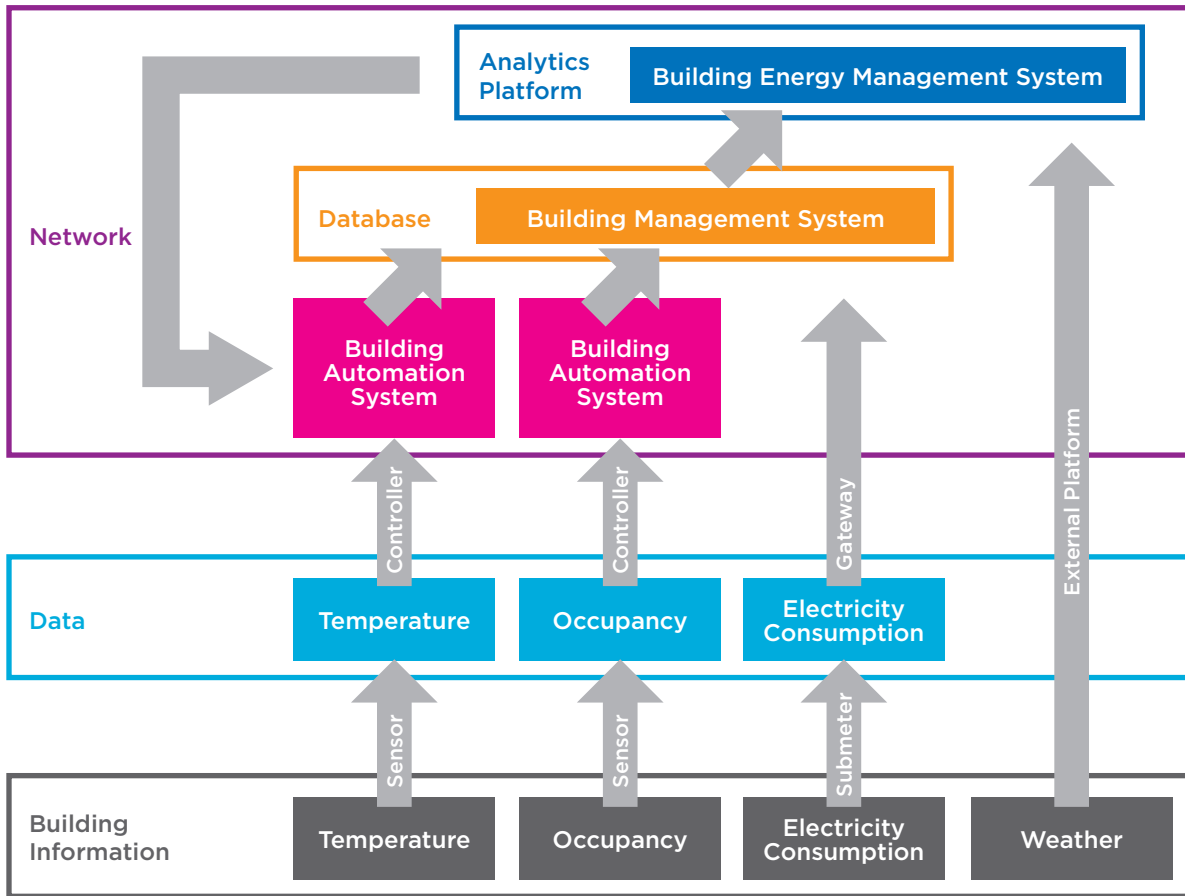 Analytics
Platform
Building Energy Management System
Network
Database
Building Management System
Building
Automation
System
Building
Automation
System
Controller
Controller
Gateway
External Platform
Data
Temperature
Occupancy
Electricity
Consumption
Sensor
Sensor
Submeter
Building
Information
Temperature
Occupancy
Electricity
Consumption
Weather